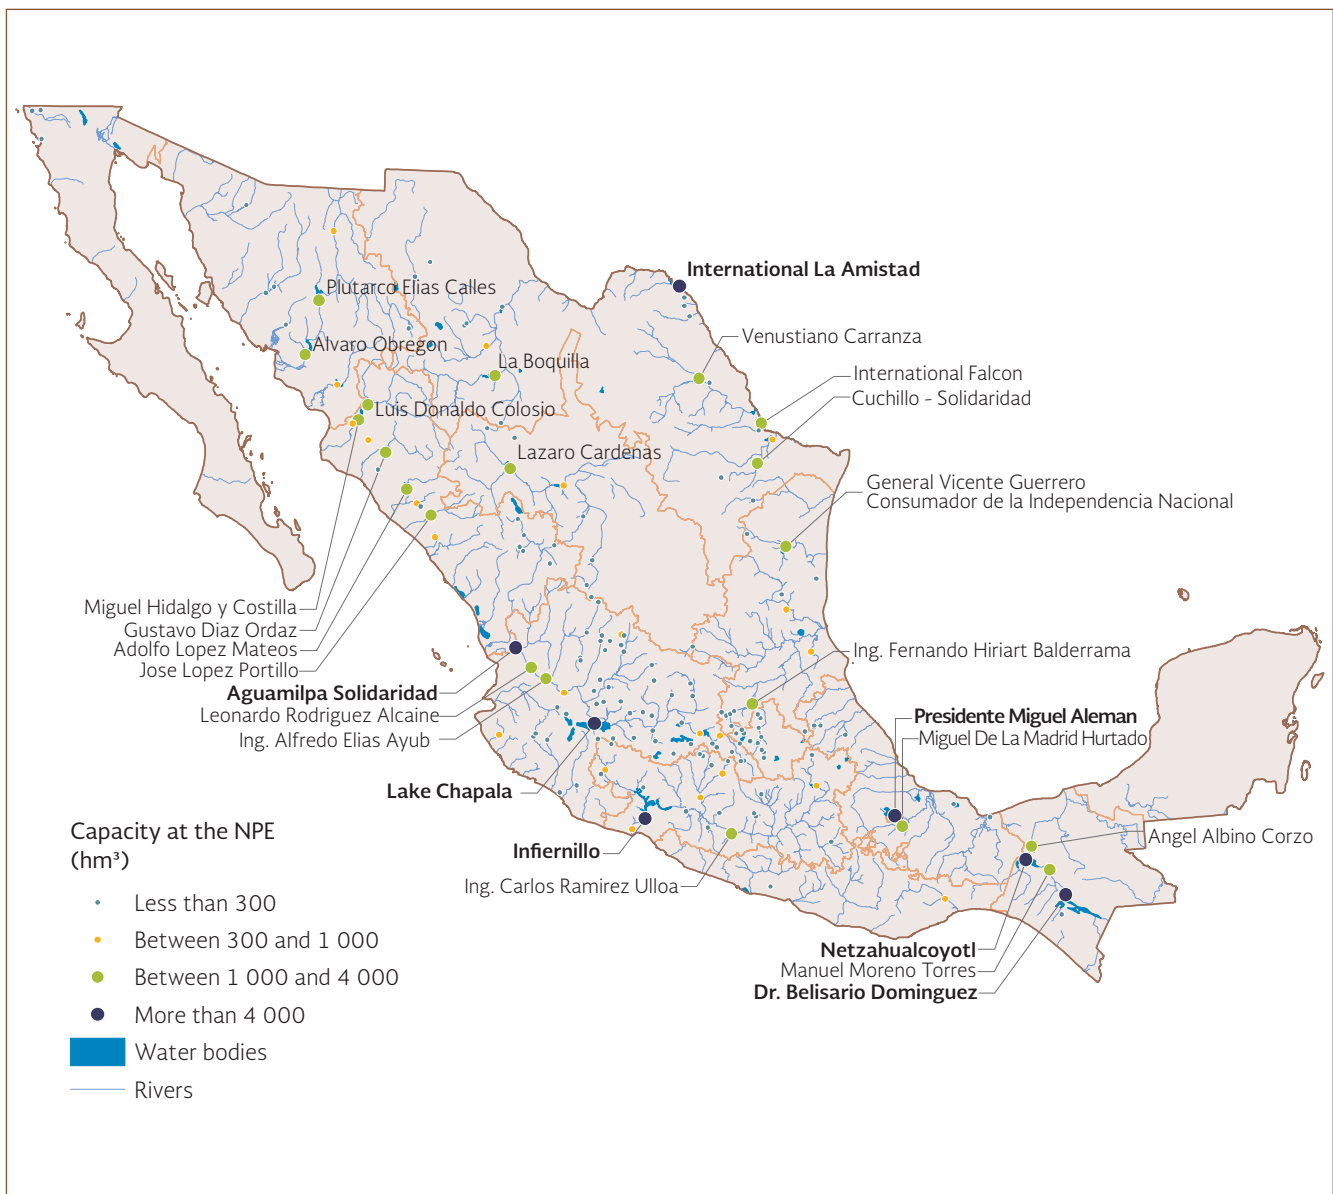 International La Amistad
Plutarco Elias Calles
Venustiano Carranza
Alvaro Obregon
La Boquilla
International Falcon
Cuchillo - Solidaridad
Luis Donaldo Colosio
Lazaro Cardenas
General Vicente Guerrero
Consumador de la Independencia Nacional
Miguel Hidalgo y Costilla
Gustavo Diaz Ordaz
Adolfo Lopez Mateos
Jose Lopez Portillo
Ing. Fernando Hiriart Balderrama
Aguamilpa Solidaridad
Leonardo Rodriguez Alcaine
Ing. Alfredo Elias Ayub
Presidente Miguel Aleman
Miguel De La Madrid Hurtado
Lake Chapala
Angel Albino Corzo
Infiernillo
Ing. Carlos Ramirez Ulloa
Netzahualcoyotl
Manuel Moreno Torres
Dr. Belisario Dominguez
Capacity at the NPE
(hm³)
Less than 300
Between 300 and 1 000
Between 1 000 and 4 000
More than 4 000
Water bodies
Rivers